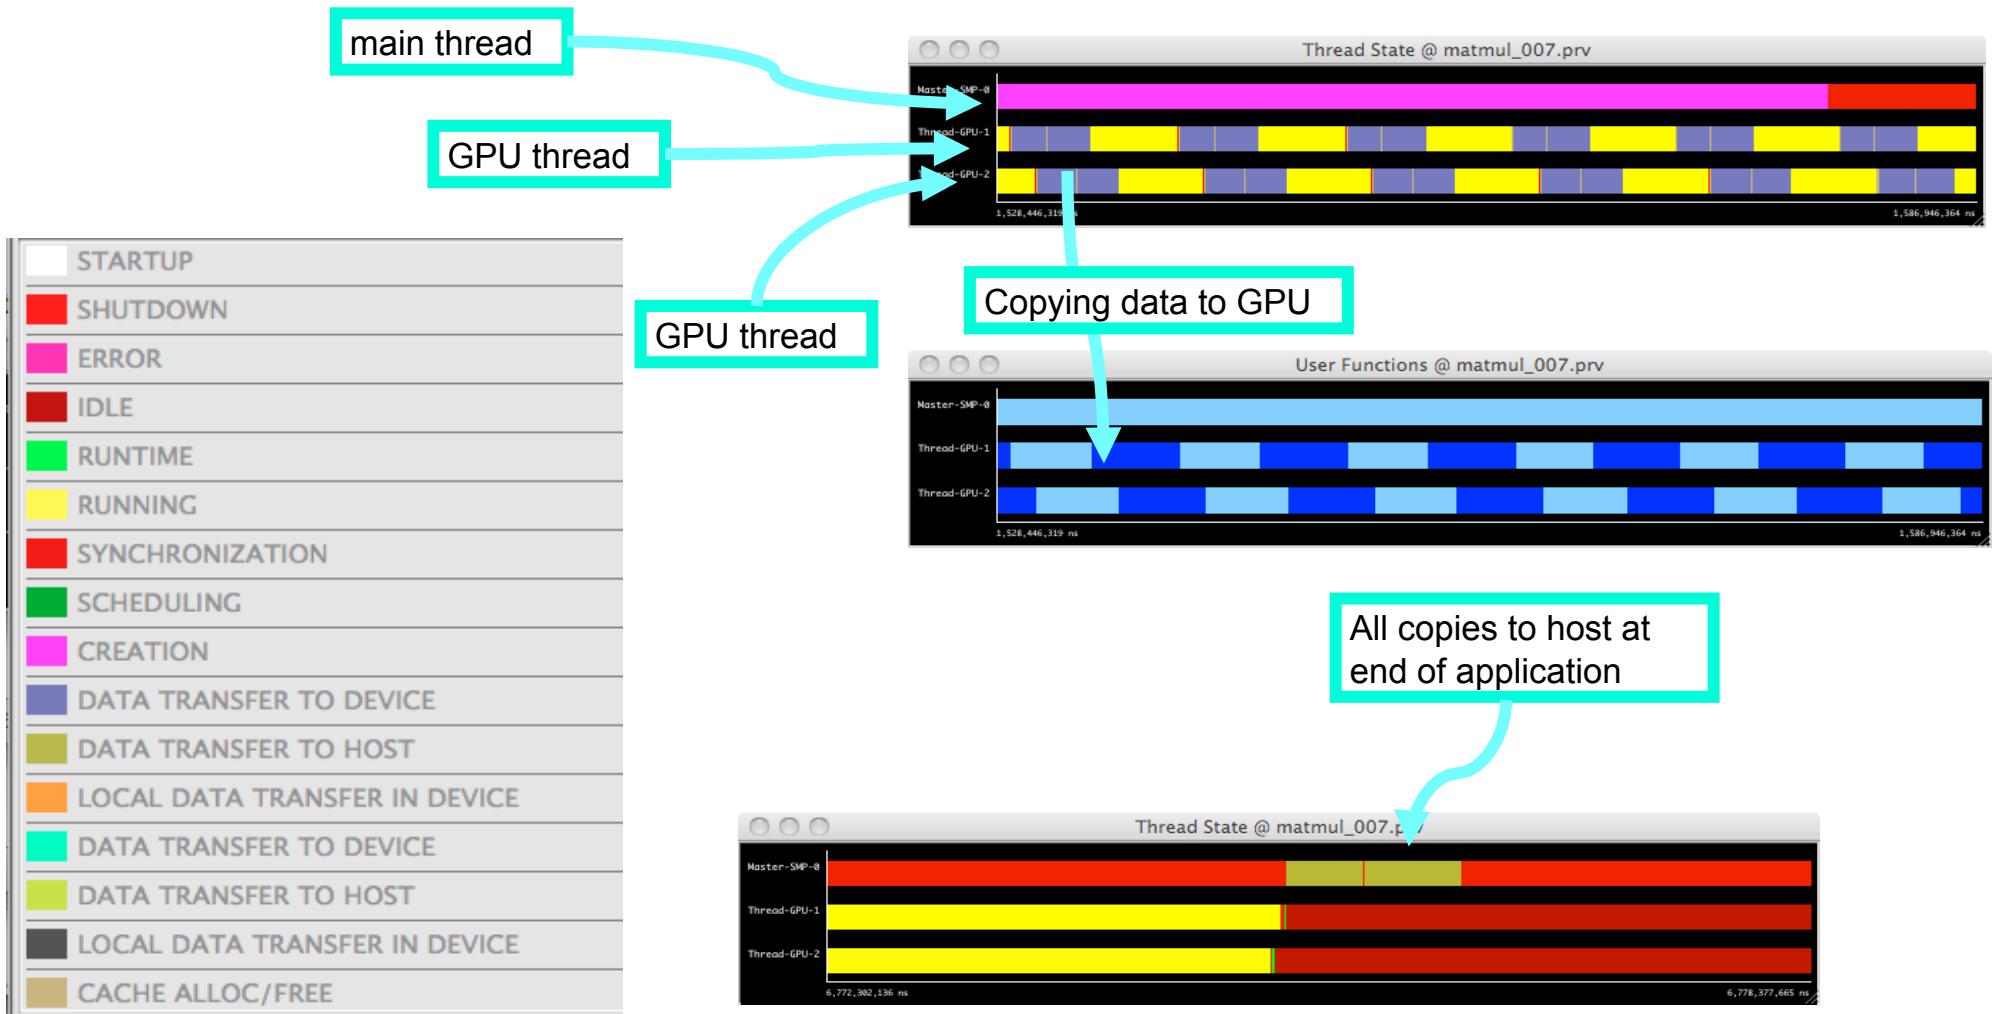 main thread
Thread State @ matmul_007.prv
Master-SMP-0
GPU thread
Thread-GPU-1
Thread-GPU-2
1,528,446,319 ns
1,586,946,364 ns
GPU thread
Copying data to GPU
User Functions @ matmul_007.prv
Master-SMP-0
Thread-GPU-1
Thread-GPU-2
1,528,446,319 ns
1,586,946,364 ns
STARTUP
SHUTDOWN
ERROR
IDLE
RUNTIME
RUNNING
SYNCHRONIZATION
SCHEDULING
CREATION
DATA TRANSFER TO DEVICE
DATA TRANSFER TO HOST
LOCAL DATA TRANSFER IN DEVICE
DATA TRANSFER TO DEVICE
DATA TRANSFER TO HOST
LOCAL DATA TRANSFER IN DEVICE
CACHE ALLOC/FREE
All copies to host at
end of application
Thread State @ matmul_007.prv
Master-SMP-0
Thread-GPU-1
Thread-GPU-2
6,772,302,136 ns
6,778,377,665 ns